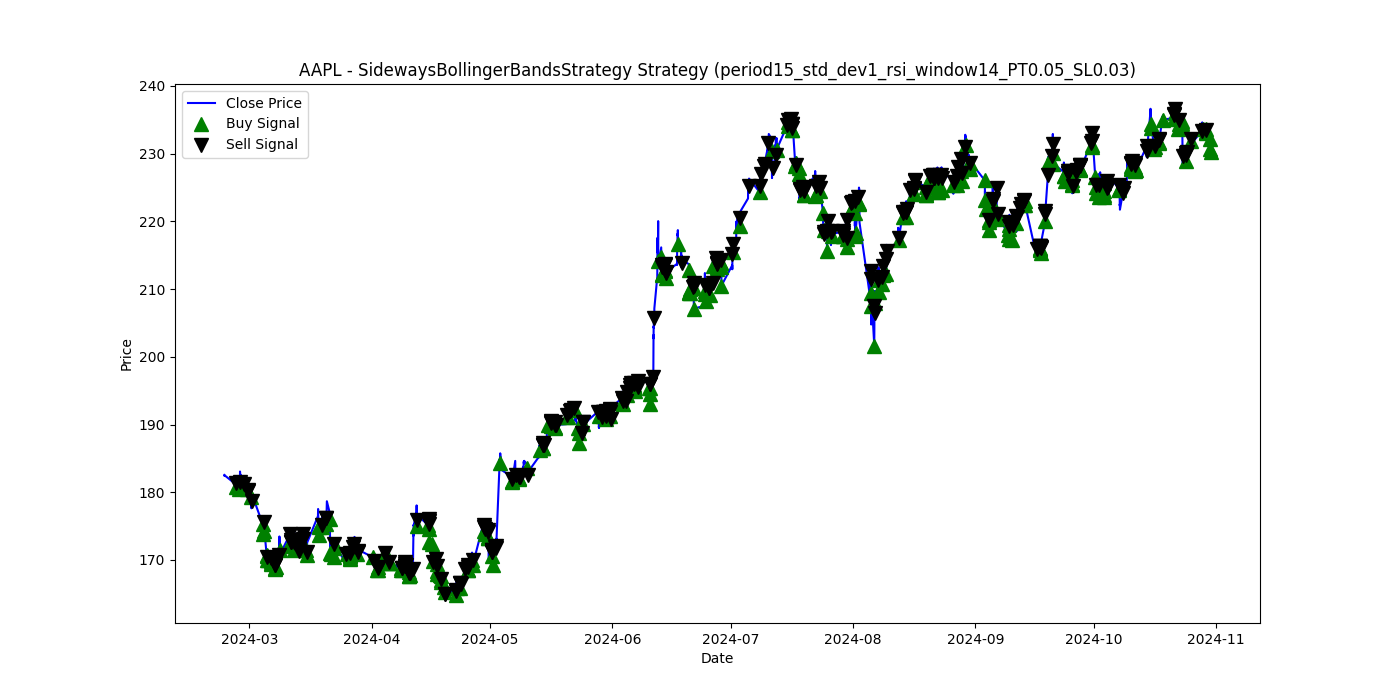 AAPL - SidewaysBollingerBandsStrategy Strategy (period15_std_dev1_rsi_window14_PT0.05_SL0.03)
Close Price
Buy Signal
Sell Signal
240
230
220
210
200
190
180
170
Price
2024-03 2024-04 2024-05 2024-06 2024-07 2024-08 2024-09 2024-10 2024-11
Date